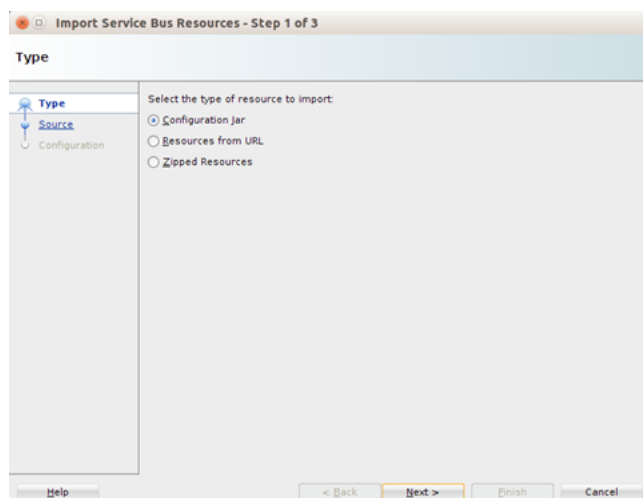 Import Service Bus Resources - Step 1 of 3
Type
Type
Source
Configuration
Select the type of resource to import:
Configuration Jar
Resources from URL
Zipped Resources
Help
< Back
Next >
Finish
Cancel